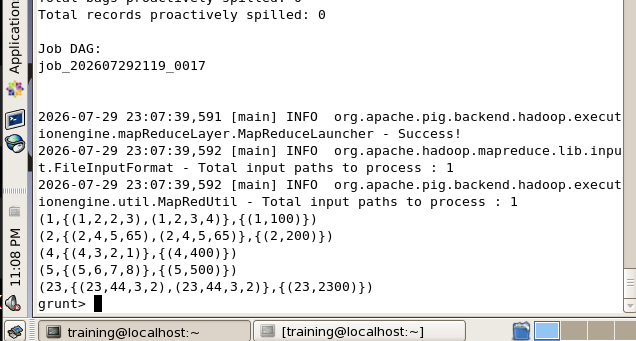 Total bags proactively spilled: 0
Total records proactively spilled: 0
Job DAG:
job_202607292119_0017
2026-07-29 23:07:39,591 [main] INFO  org.apache.pig.backend.hadoop.execut
ionengine.mapReduceLayer.MapReduceLauncher - Success!
2026-07-29 23:07:39,592 [main] INFO  org.apache.hadoop.mapreduce.lib.inpu
t.FileInputFormat - Total input paths to process : 1
2026-07-29 23:07:39,592 [main] INFO  org.apache.pig.backend.hadoop.execut
ionengine.util.MapRedUtil - Total input paths to process : 1
(1,{(1,2,2,3),(1,2,3,4)},{(1,100)})
(2,{(2,4,5,65),(2,4,5,65)},{(2,200)})
(4,{(4,3,2,1)},{(4,400)})
(5,{(5,6,7,8)},{(5,500)})
(23,{(23,44,3,2),(23,44,3,2)},{(23,2300)})
grunt>
Application
11:08 PM
training@localhost:~
[training@localhost:~]